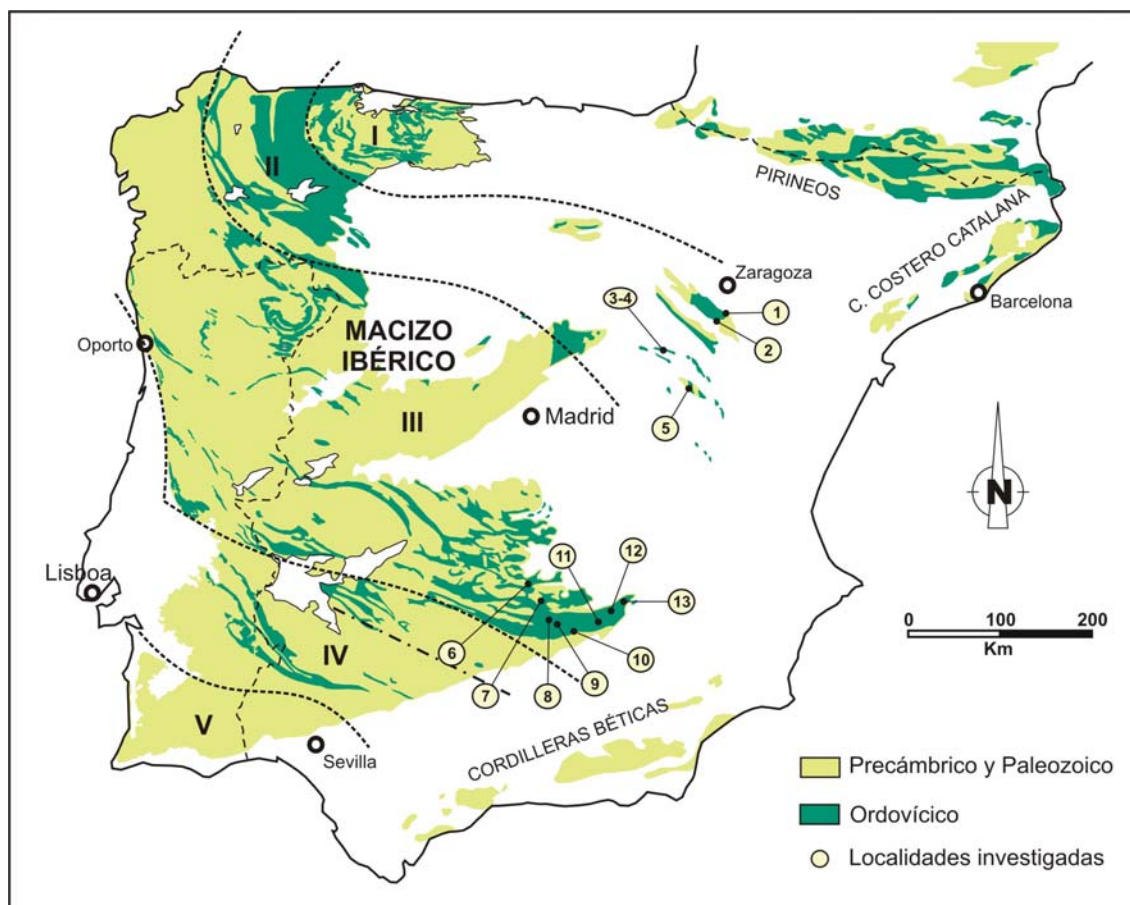 I
II
PIRINEOS
C. COSTERO CATALANA
Zaragoza
Barcelona
3-4
1
2
Oporto
MACIZO
IBÉRICO
5
Madrid
III
N
11
12
13
Lisboa
6
IV
10
7
8
9
0 100 200
Km
V
Sevilla
CORDILLERAS BÉTICAS
Precámbrico y Paleozoico
Ordovícico
Localidades investigadas